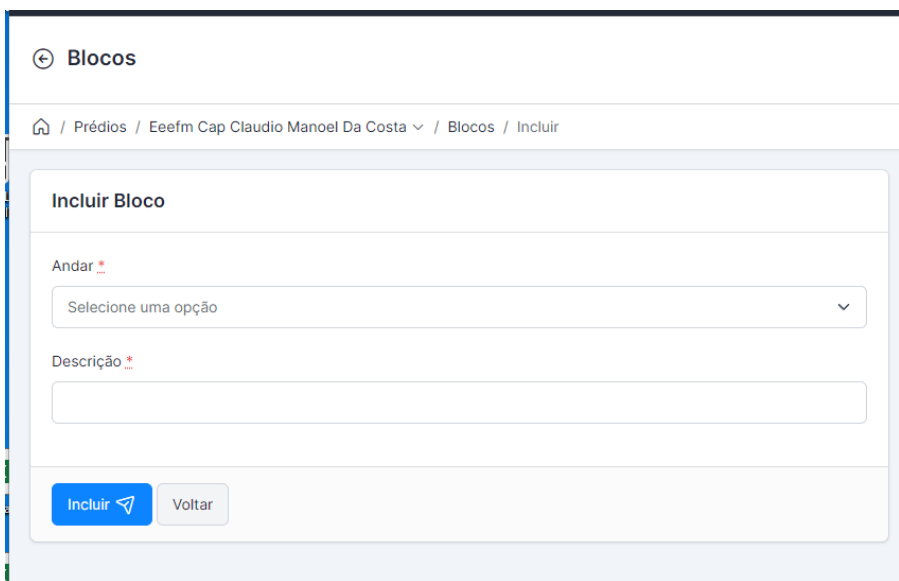 Blocos
/ Prédios / Eeefm Cap Claudio Manoel Da Costa / Blocos / Incluir
Incluir Bloco
Andar *
Selecione uma opção
Descrição *
Incluir
Voltar